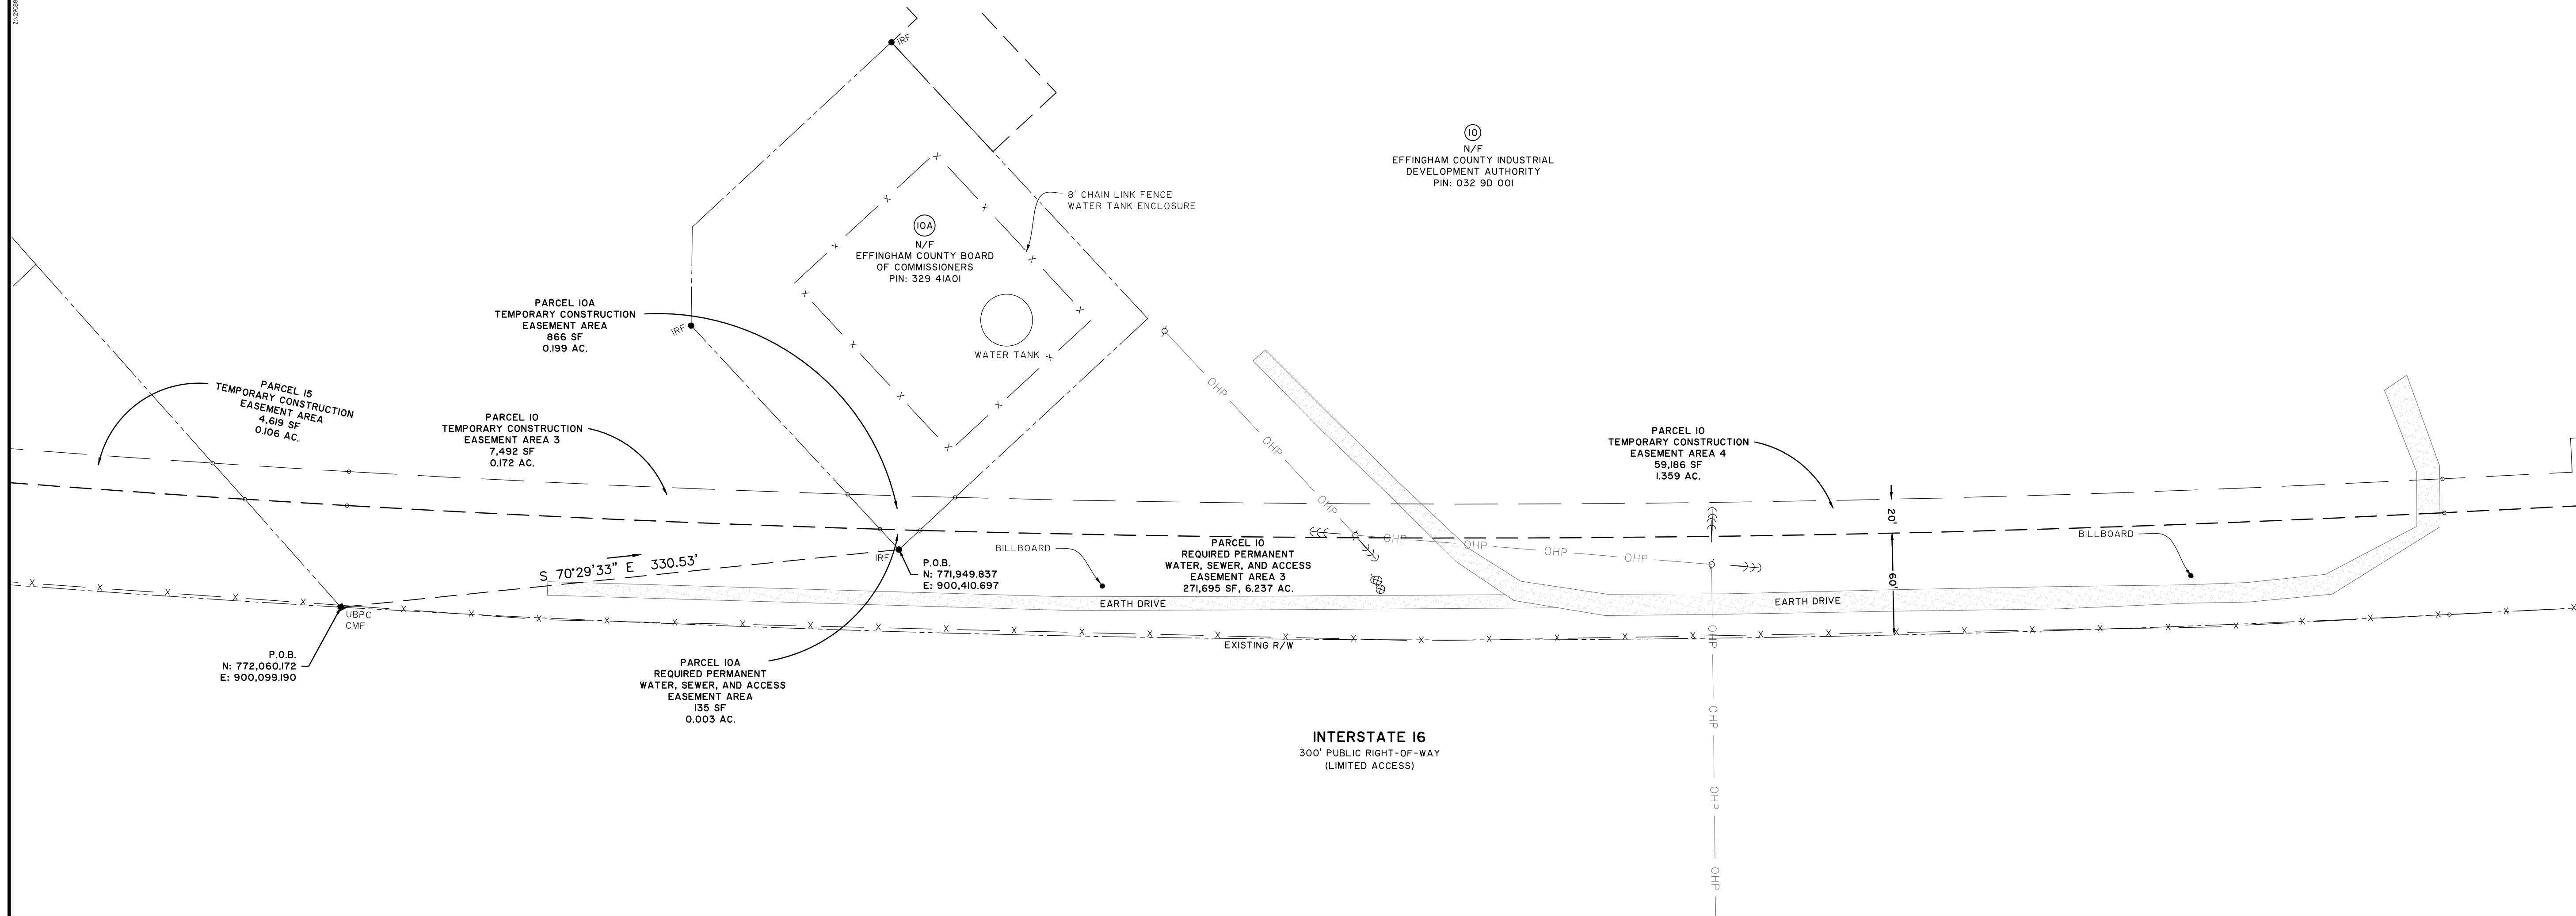 IRF
10
N/F
EFFINGHAM COUNTY INDUSTRIAL
DEVELOPMENT AUTHORITY
PIN: 032 9D 001
8' CHAIN LINK FENCE
WATER TANK ENCLOSURE
10A
N/F
EFFINGHAM COUNTY BOARD
OF COMMISSIONERS
PIN: 329 41A01
PARCEL 10A
TEMPORARY CONSTRUCTION
EASEMENT AREA
866 SF
0.199 AC.
IRF
WATER TANK
PARCEL 15
TEMPORARY CONSTRUCTION
EASEMENT AREA
4,619 SF
0.106 AC.
PARCEL 10
TEMPORARY CONSTRUCTION
EASEMENT AREA 3
7,492 SF
0.172 AC.
OHP
OHP
OHP
PARCEL 10
TEMPORARY CONSTRUCTION
EASEMENT AREA 4
59,186 SF
1.359 AC.
20'
60'
OHP
OHP
OHP
OHP
BILLBOARD
S 70°29'33" E 330.53'
IRF
P.O.B.
N: 771,949.837
E: 900,410.697
BILLBOARD
PARCEL 10
REQUIRED PERMANENT
WATER, SEWER, AND ACCESS
EASEMENT AREA 3
271,695 SF, 6.237 AC.
EARTH DRIVE
EARTH DRIVE
UBPC
CMF
EXISTING R/W
OHP
P.O.B.
N: 772,060.172
E: 900,099.190
PARCEL 10A
REQUIRED PERMANENT
WATER, SEWER, AND ACCESS
EASEMENT AREA
135 SF
0.003 AC.
INTERSTATE 16
300' PUBLIC RIGHT-OF-WAY
(LIMITED ACCESS)
OHP
OHP
OHP